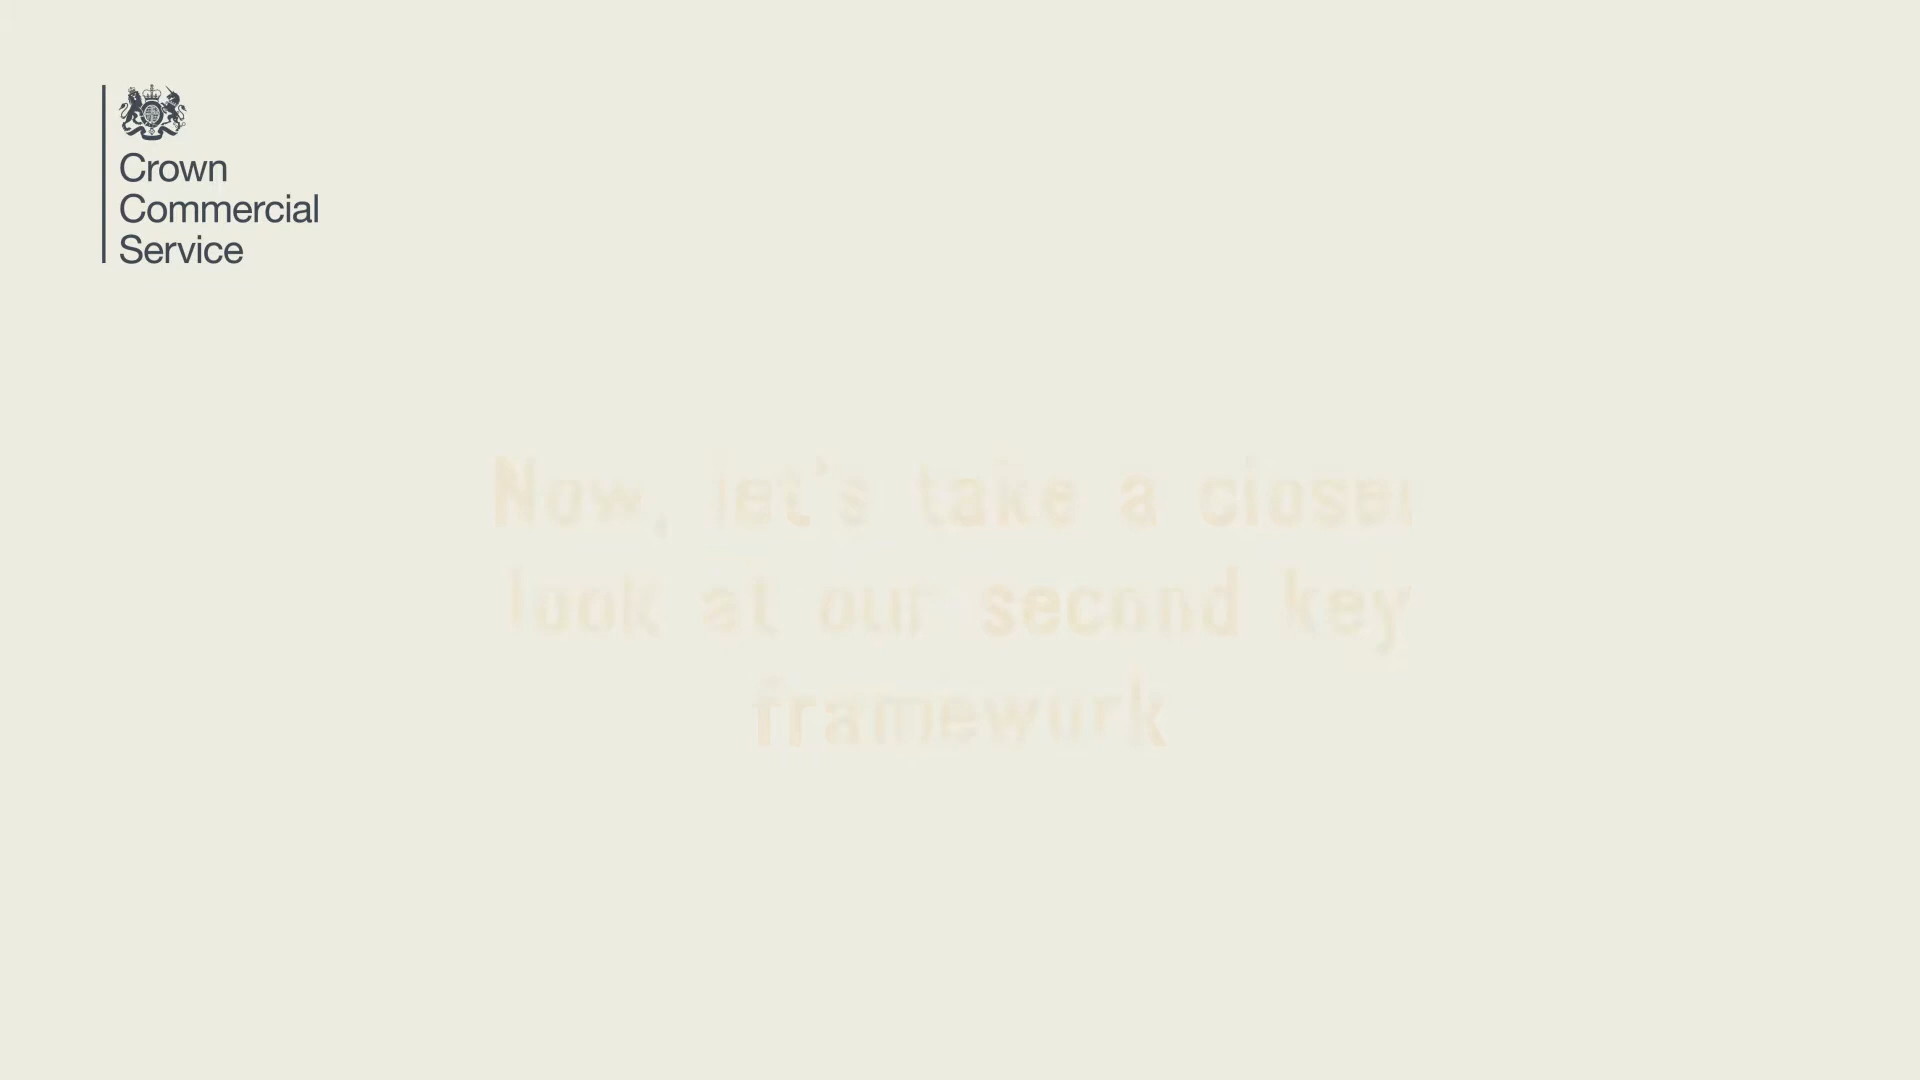 Crown
Commercial
Service
Now, let's take a closer
look at our second key
framework